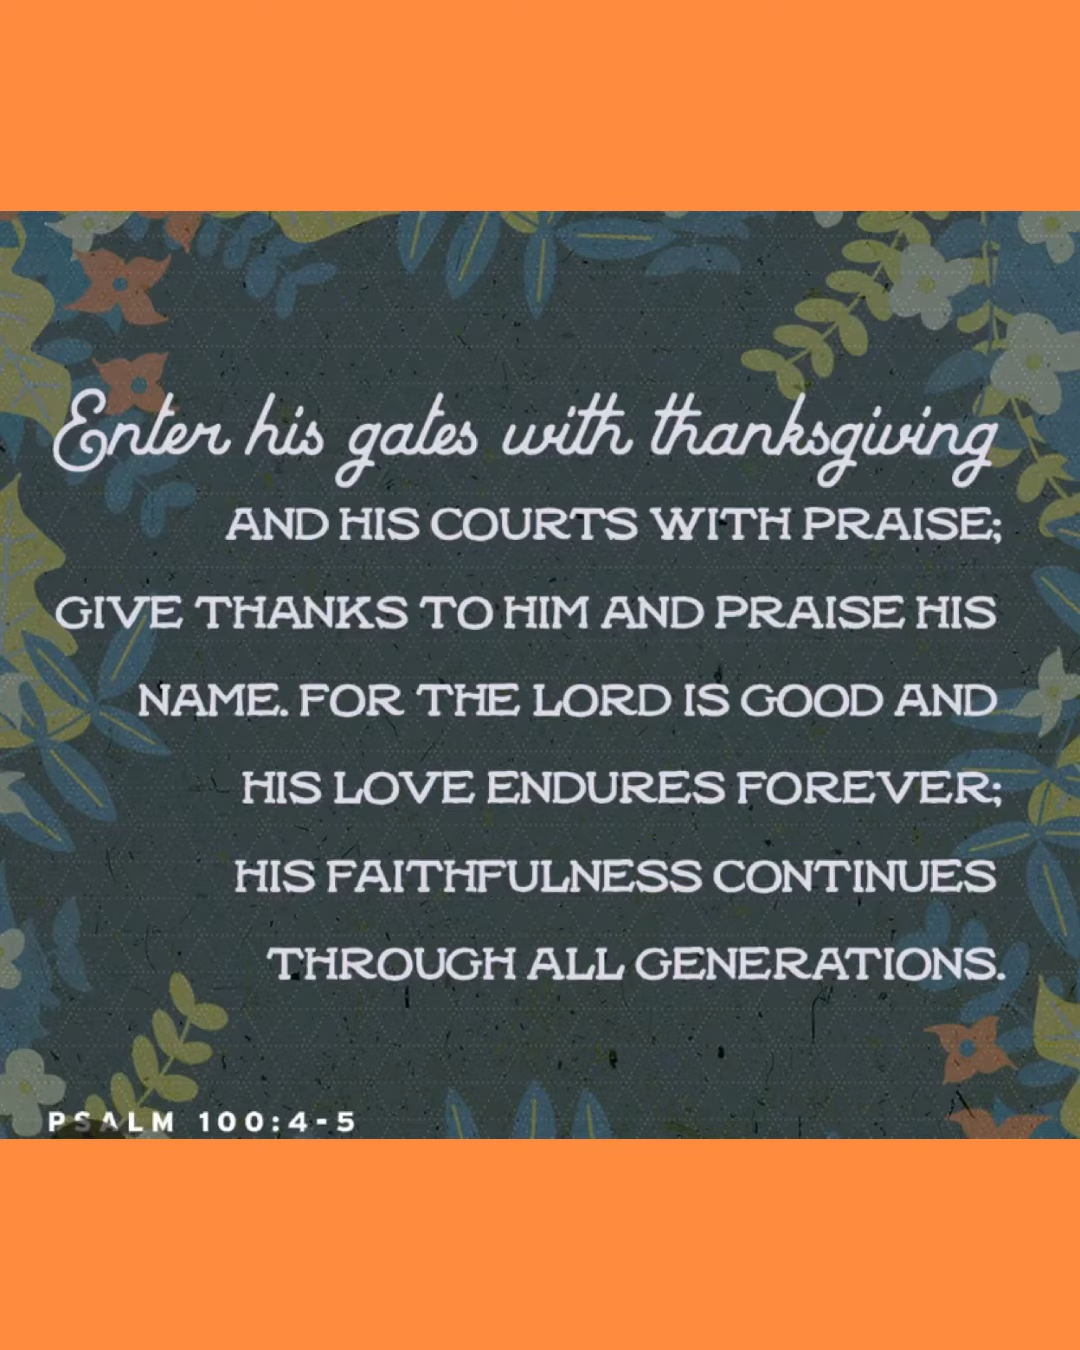 Enter his gates with thanksgiving
AND HIS COURTS WITH PRAISE;
GIVE THANKS TO HIM AND PRAISE HIS
NAME. FOR THE LORD IS GOOD AND
HIS LOVE ENDURES FOREVER;
HIS FAITHFULNESS CONTINUES
THROUGH ALL GENERATIONS.
PSALM 100:4-5